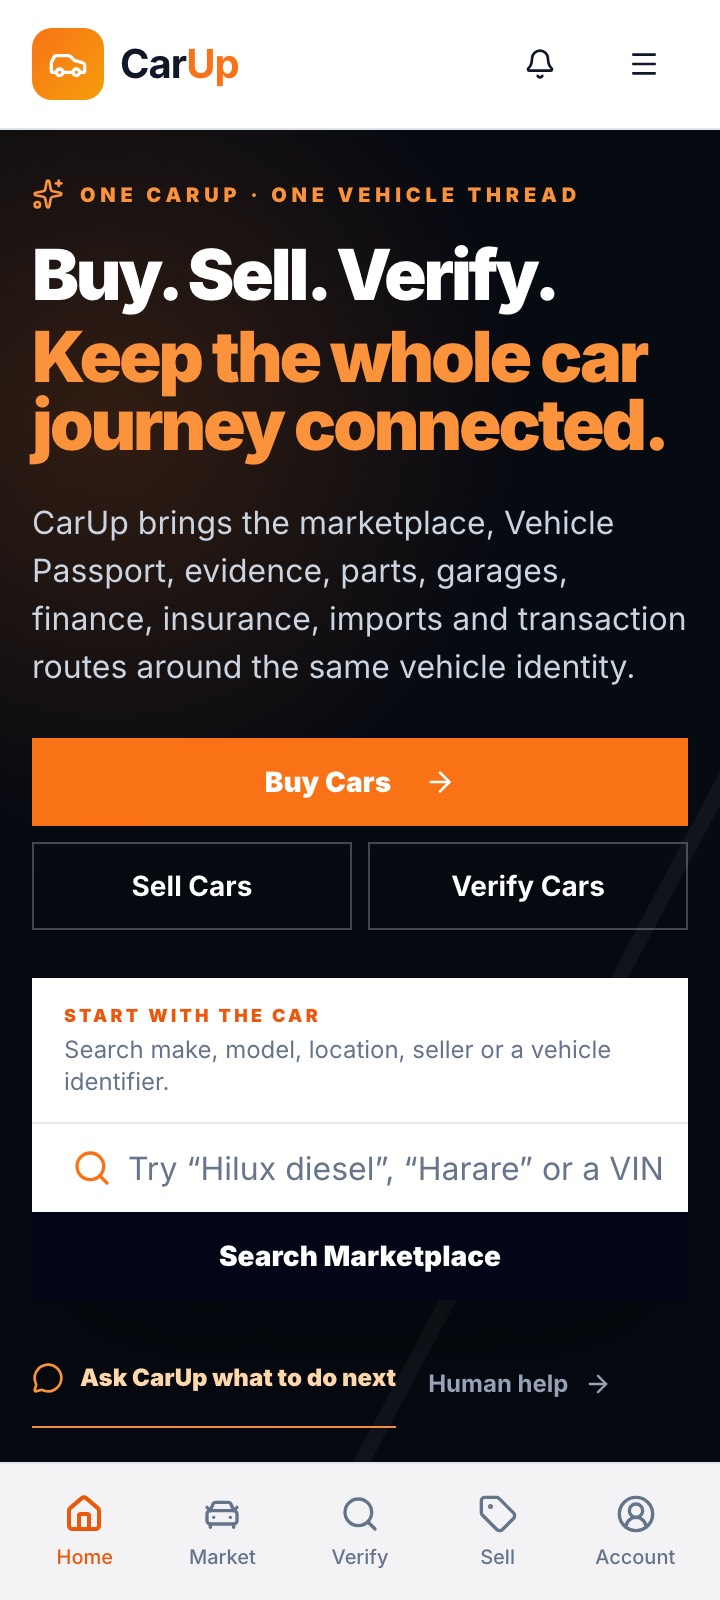 CarUp
ONE CARUP · ONE VEHICLE THREAD
Buy. Sell. Verify.
Keep the whole car
journey connected.
CarUp brings the marketplace, Vehicle
Passport, evidence, parts, garages,
finance, insurance, imports and transaction
routes around the same vehicle identity.
Buy Cars
Sell Cars
Verify Cars
START WITH THE CAR
Search make, model, location, seller or a vehicle
identifier.
Try “Hilux diesel”, “Harare” or a VIN
Search Marketplace
Ask CarUp what to do next
Human help
Home
Market
Verify
Sell
Account